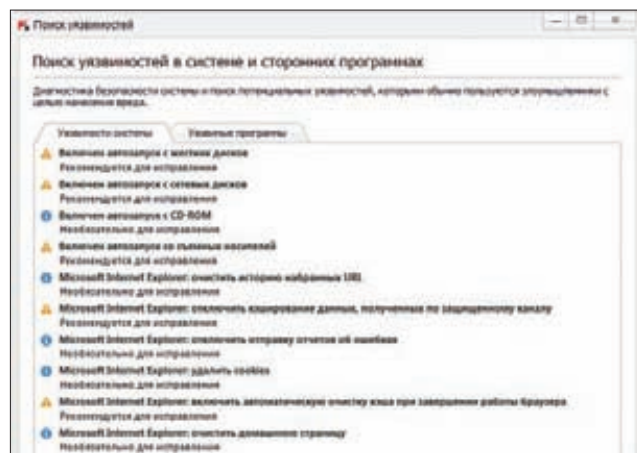 Поиск уязвимостей
Поиск уязвимостей в системе и сторонних программах
Диагностика безопасности системы и поиск потенциальных уязвимостей, которыми обычно пользуются злоумышленники с
целью нанесения вреда.
Уязвимости системы Уязвимые программы
Включен автозапуск с жестких дисков
Рекомендуется для исправления
Включен автозапуск с сетевых дисков
Рекомендуется для исправления
Включен автозапуск с CD-ROM
Необязательно для исправления
Включен автозапуск со съемных носителей
Рекомендуется для исправления
Microsoft Internet Explorer: очистить историю набранных URL
Необязательно для исправления
Microsoft Internet Explorer: отключить кэширование данных, полученных по защищенному каналу
Рекомендуется для исправления
Microsoft Internet Explorer: отключить отправку отчетов об ошибках
Необязательно для исправления
Microsoft Internet Explorer: удалить cookies
Необязательно для исправления
Microsoft Internet Explorer: включить автоматическую очистку кэша при завершении работы браузера
Рекомендуется для исправления
Microsoft Internet Explorer: очистить домашнюю страницу
Необязательно для исправления